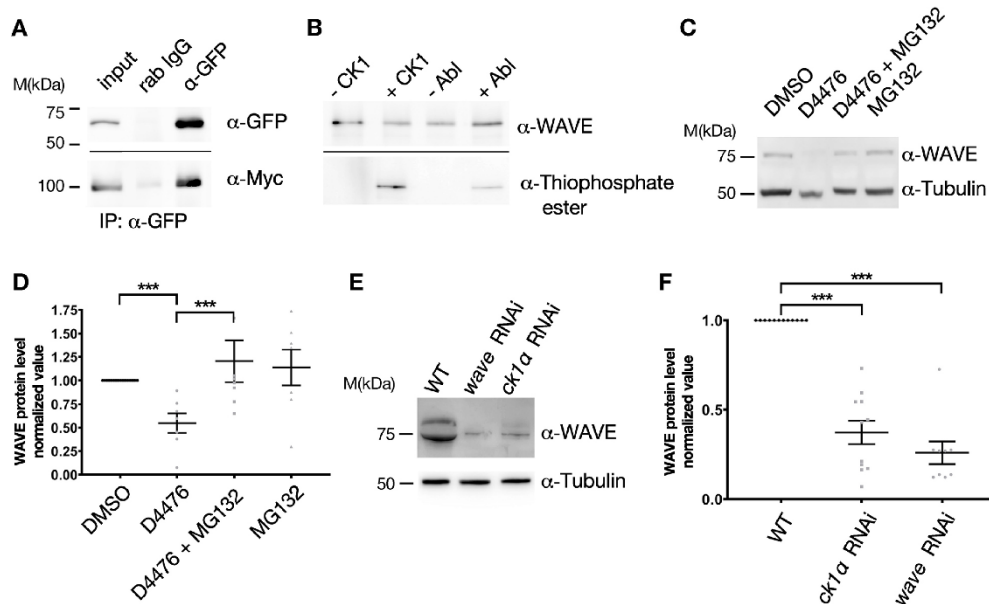 A
input
rab IgG
α-GFP
M(kDa)
75
50
α-GFP
100
α-Myc
IP: α-GFP
B
- CK1
+ CK1
- Abl
+ Abl
α-WAVE
α-Thiophosphate
ester
C
DMSO
D4476
D4476 + MG132
MG132
M(kDa)
75
α-WAVE
50
α-Tubulin
D
***
***
WAVE protein level
normalized value
1.75
1.50
1.25
1.00
0.75
0.50
0.25
0.00
DMSO
D4476
D4476 + MG132
MG132
E
WT
wave RNAi
ck1α RNAi
M(kDa)
75
α-WAVE
50
α-Tubulin
F
***
***
WAVE protein level
normalized value
1.0
0.5
0.0
WT
ck1α RNAi
wave RNAi